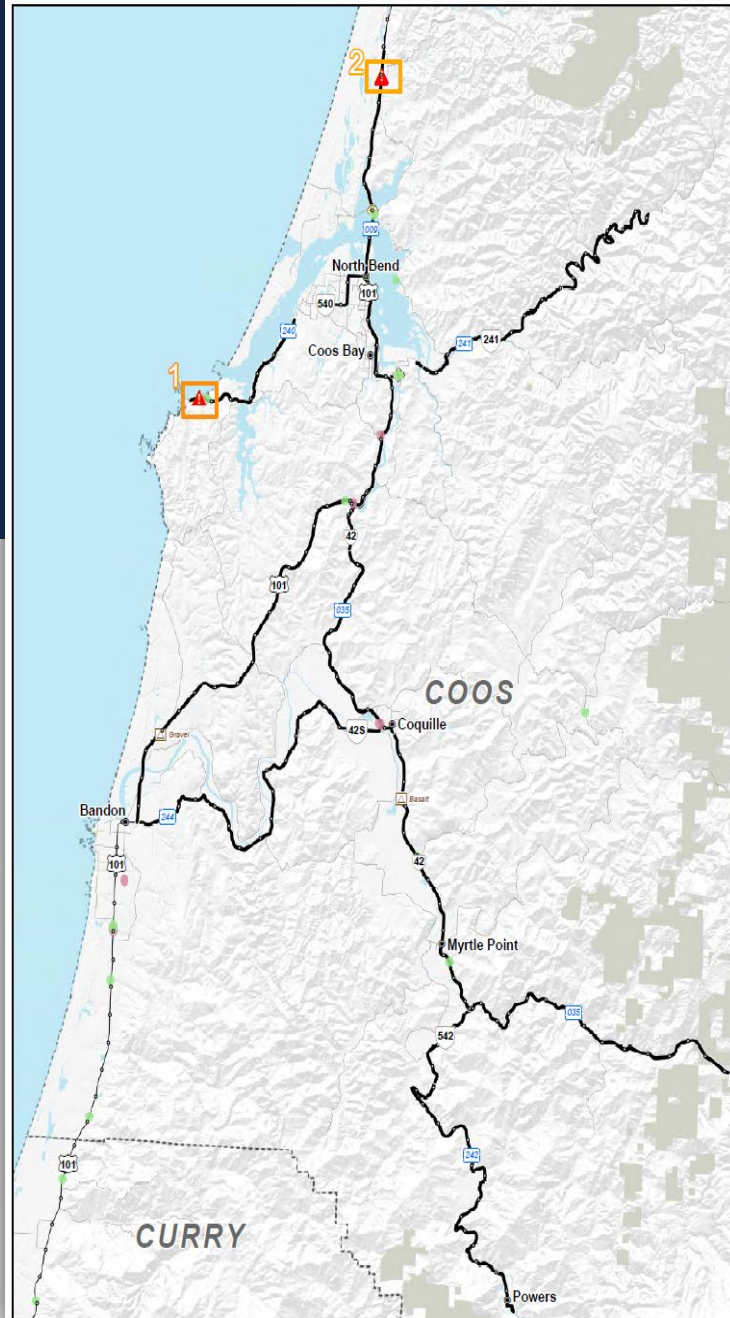 2
009
North Bend
101
540
240
241
241
Coos Bay
1
42
101
035
COOS
Coquille
42S
Gravel
Basalt
Bandon
244
101
42
Myrtle Point
035
542
242
101
CURRY
Powers